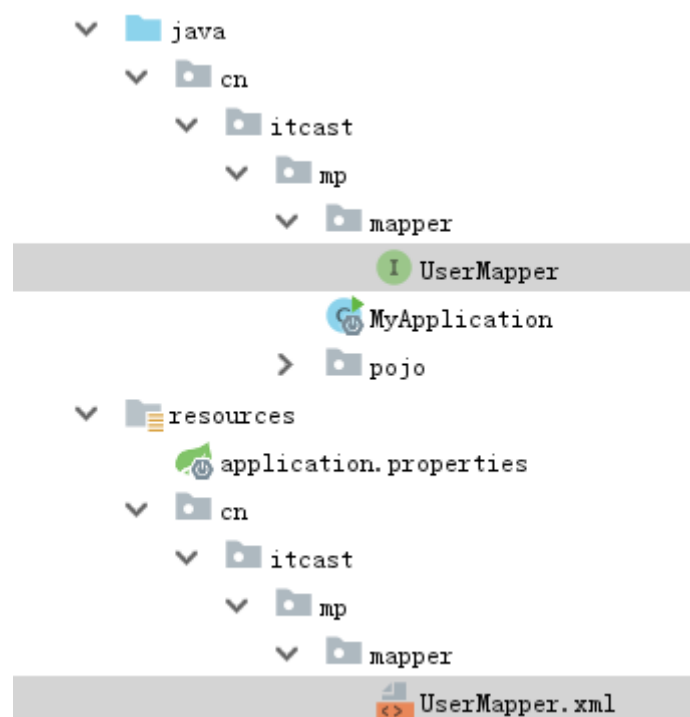 java
cn
itcast
mp
mapper
I UserMapper
MyApplication
pojo
resources
application.properties
cn
itcast
mp
mapper
UserMapper.xml